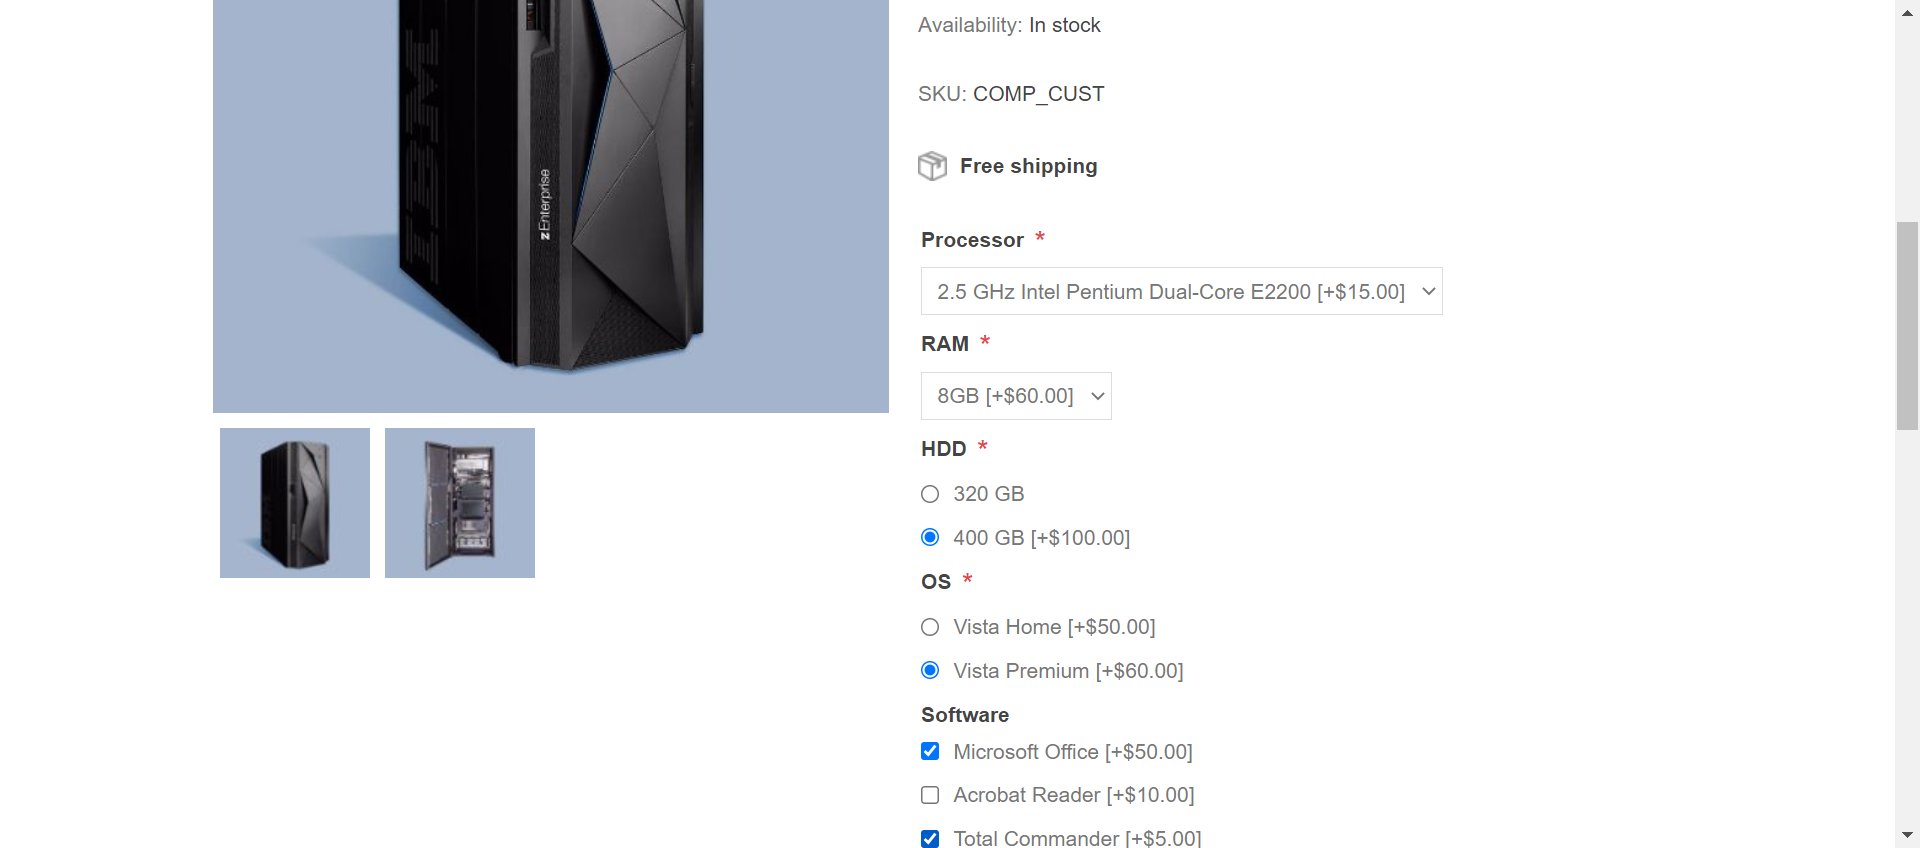 IBM
zEnterprise
Availability: In stock
SKU: COMP_CUST
Free shipping
Processor *
2.5 GHz Intel Pentium Dual-Core E2200 [+$15.00]
RAM *
8GB [+$60.00]
HDD *
320 GB
400 GB [+$100.00]
OS *
Vista Home [+$50.00]
Vista Premium [+$60.00]
Software
Microsoft Office [+$50.00]
Acrobat Reader [+$10.00]
Total Commander [+$5.00]